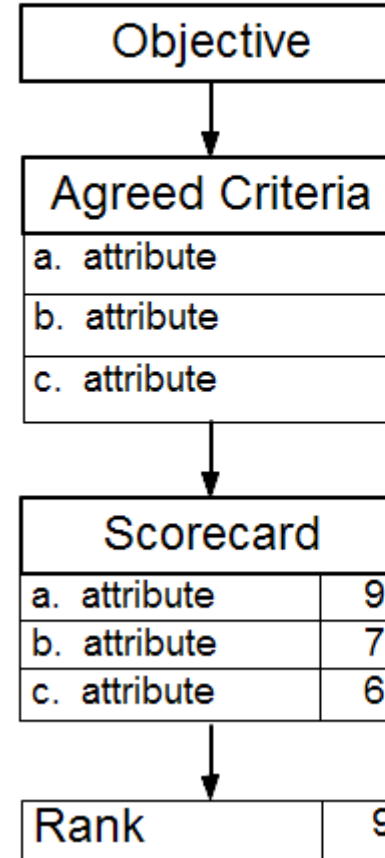 Objective
Agreed Criteria
a. attribute
b. attribute
c. attribute
Scorecard
a. attribute 9
b. attribute 7
c. attribute 6
Rank 9